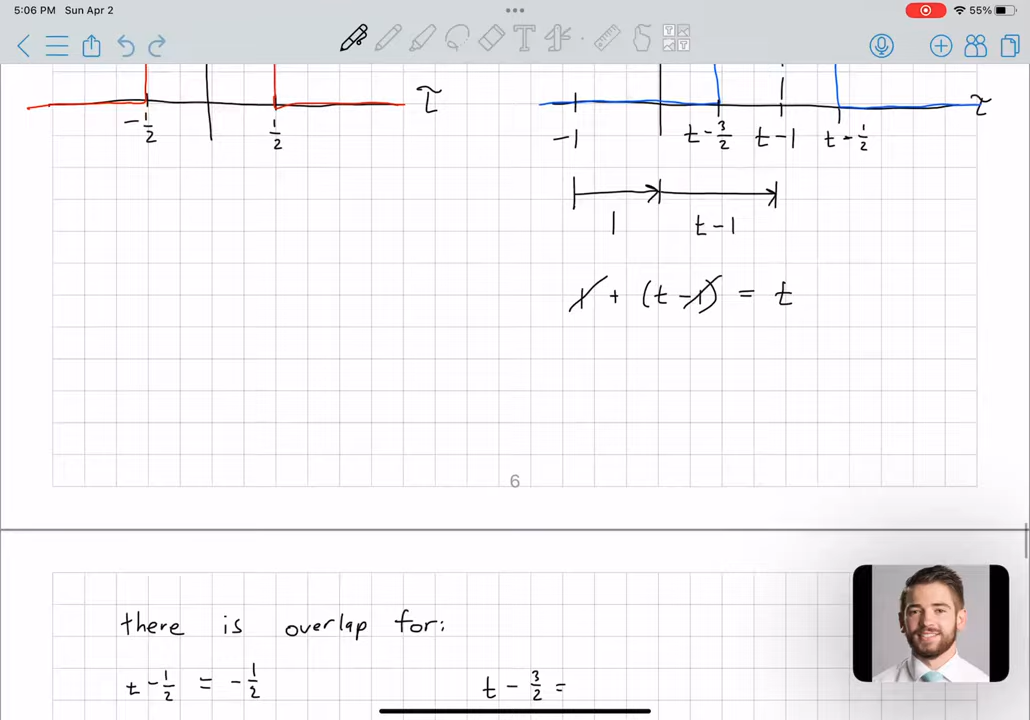 5:06 PM Sun Apr 2
55%
τ
τ
-1/2
1/2
-1
t - 3/2
t - 1
t - 1/2
1
t - 1
1 + (t - 1) = t
6
there is overlap for:
t - 1/2 = -1/2
t - 3/2 =